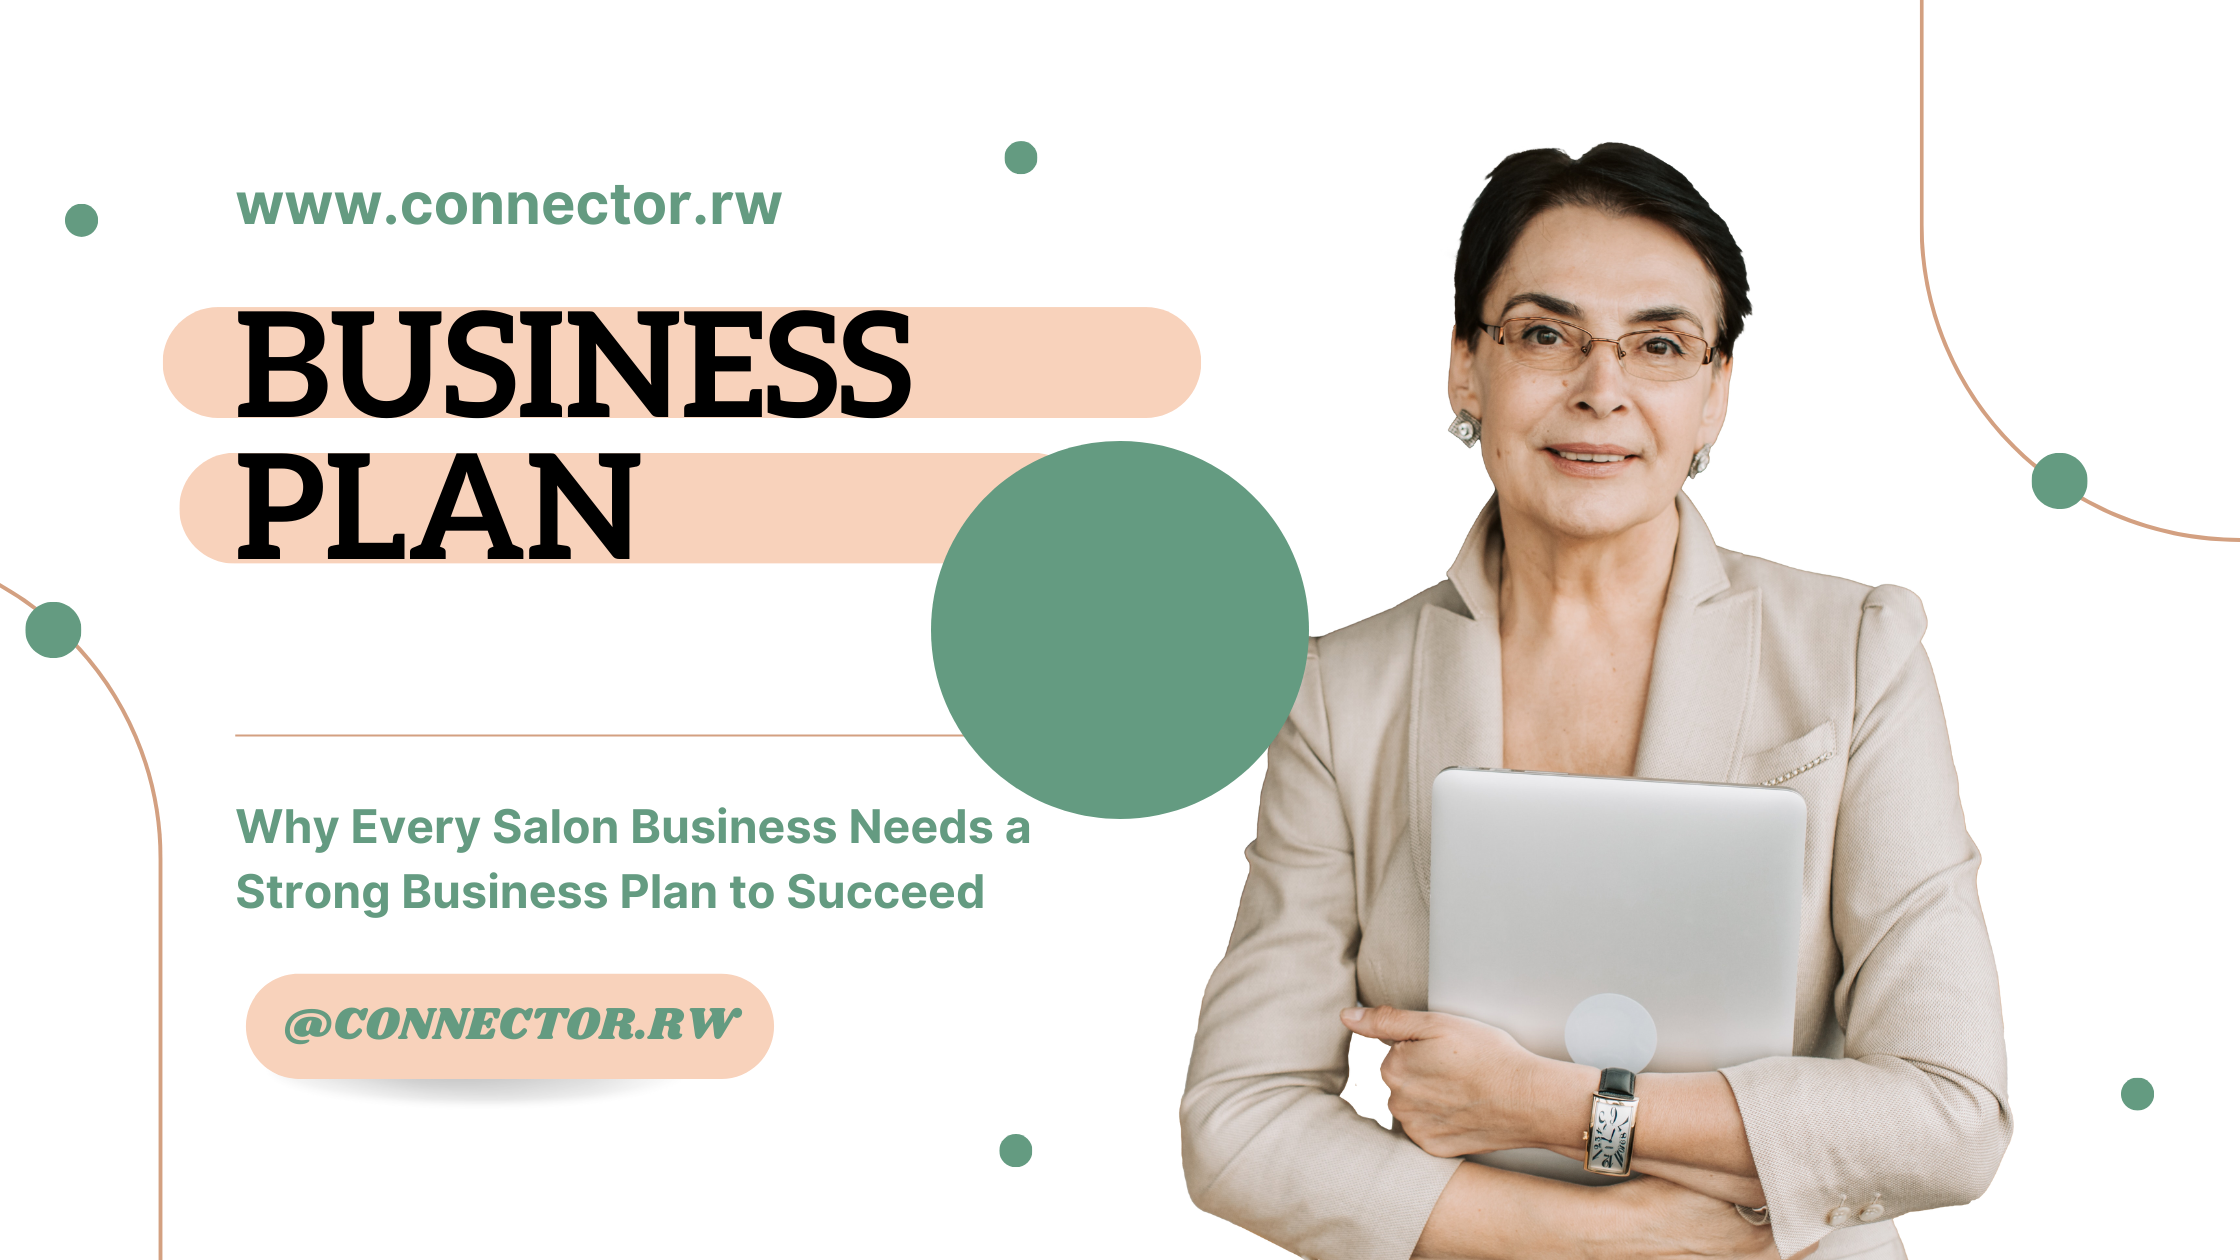 www.connector.rw
BUSINESS
PLAN
Why Every Salon Business Needs a
Strong Business Plan to Succeed
@CONNECTOR.RW